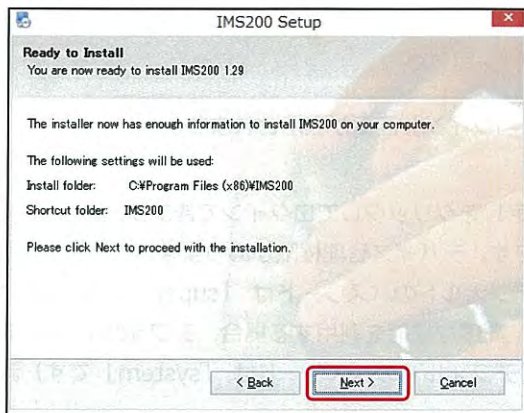 IMS200 Setup
Ready to Install
You are now ready to install IMS200 1.29
The installer now has enough information to install IMS200 on your computer.
The following settings will be used:
Install folder: C:¥Program Files (x86)¥IMS200
Shortcut folder: IMS200
Please click Next to proceed with the installation.
< Back Next > Cancel